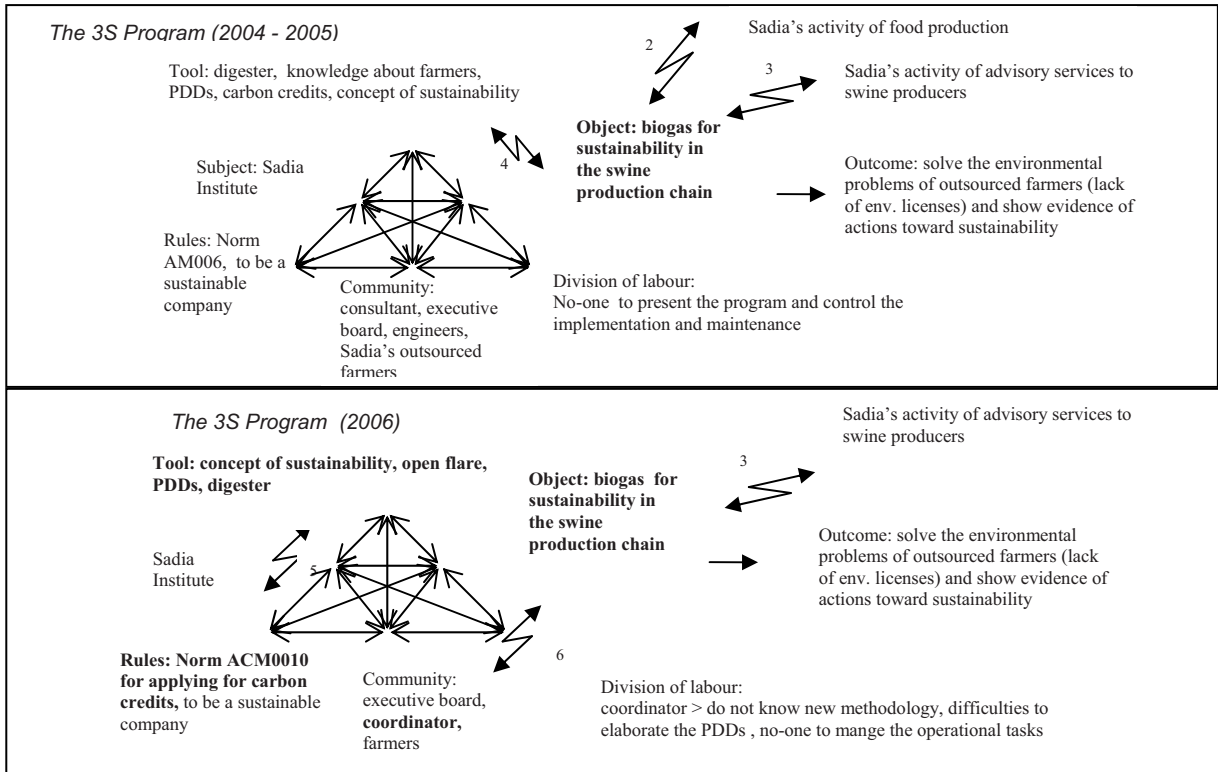 The 3S Program (2004 - 2005)
2
Sadia's activity of food production
Tool: digester, knowledge about farmers,
PDDs, carbon credits, concept of sustainability
3
Sadia's activity of advisory services to
swine producers
Object: biogas for
sustainability in
the swine
production chain
4
Subject: Sadia
Institute
Outcome: solve the environmental
problems of outsourced farmers (lack
of env. licenses) and show evidence of
actions toward sustainability
Rules: Norm
AM006, to be a
sustainable
company
Community:
consultant, executive
board, engineers,
Sadia's outsourced
farmers
Division of labour:
No-one to present the program and control the
implementation and maintenance
The 3S Program (2006)
Sadia's activity of advisory services to
swine producers
Tool: concept of sustainability, open flare,
PDDs, digester
3
Object: biogas for
sustainability in
the swine
production chain
Sadia
Institute
5
Outcome: solve the environmental
problems of outsourced farmers (lack
of env. licenses) and show evidence of
actions toward sustainability
Rules: Norm ACM0010
for applying for carbon
credits, to be a sustainable
company
Community:
executive board,
coordinator,
farmers
6
Division of labour:
coordinator > do not know new methodology, difficulties to
elaborate the PDDs , no-one to mange the operational tasks